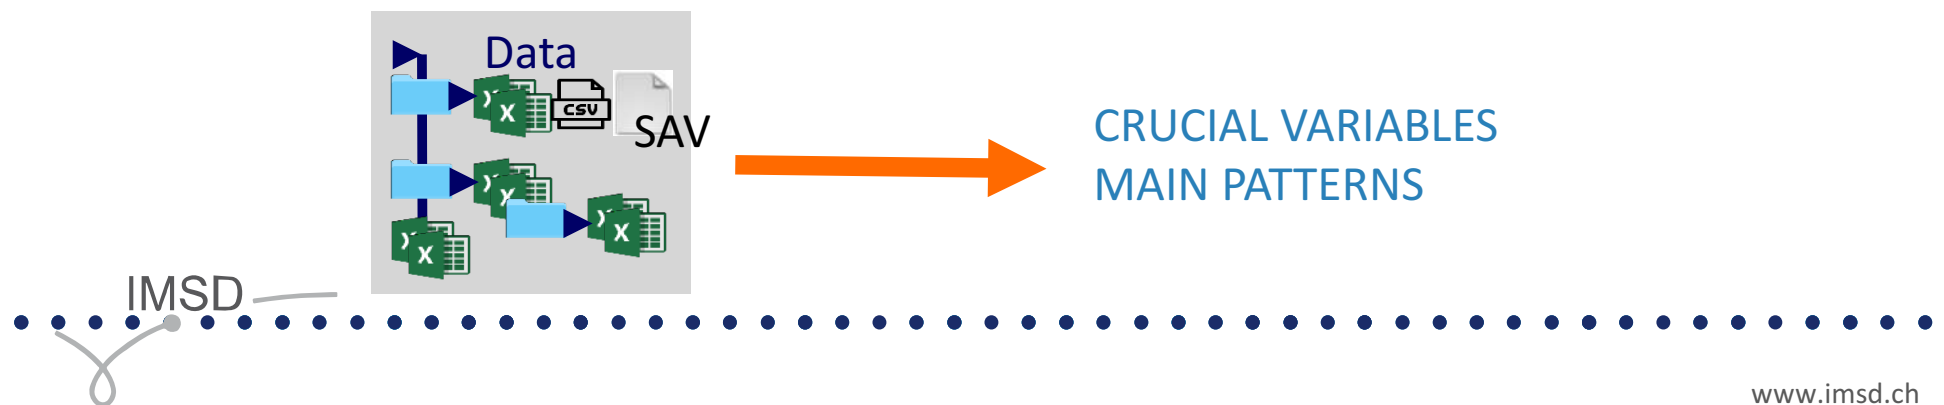 Data
CSV
SAV
X
X
X
X
CRUCIAL VARIABLES
MAIN PATTERNS
IMSD
www.imsd.ch